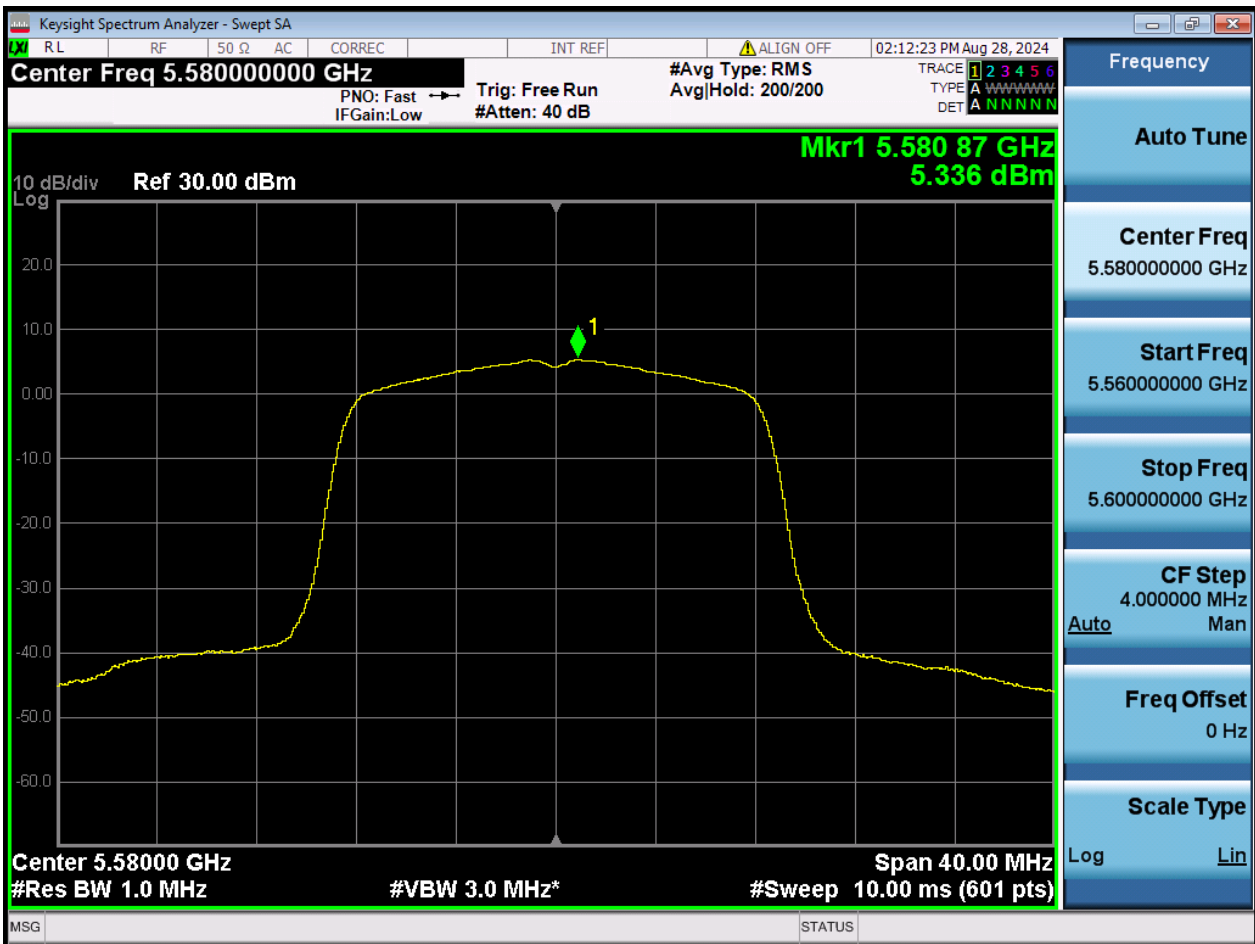 Keysight Spectrum Analyzer - Swept SA
LXI RL RF 50 Ω AC CORREC INT REF ALIGN OFF 02:12:23 PM Aug 28, 2024
Center Freq 5.580000000 GHz
PNO: Fast
IFGain:Low
Trig: Free Run
#Atten: 40 dB
#Avg Type: RMS
Avg|Hold: 200/200
TRACE 1 2 3 4 5 6
TYPE A WWWWW
DET A N N N N N
Mkr1 5.580 87 GHz
5.336 dBm
10 dB/div Ref 30.00 dBm
Log
20.0
10.0
1
0.00
-10.0
-20.0
-30.0
-40.0
-50.0
-60.0
Center 5.58000 GHz
Span 40.00 MHz
#Res BW 1.0 MHz
#VBW 3.0 MHz*
#Sweep 10.00 ms (601 pts)
MSG
STATUS
Frequency
Auto Tune
Center Freq
5.580000000 GHz
Start Freq
5.560000000 GHz
Stop Freq
5.600000000 GHz
CF Step
4.000000 MHz
Auto Man
Freq Offset
0 Hz
Scale Type
Log Lin